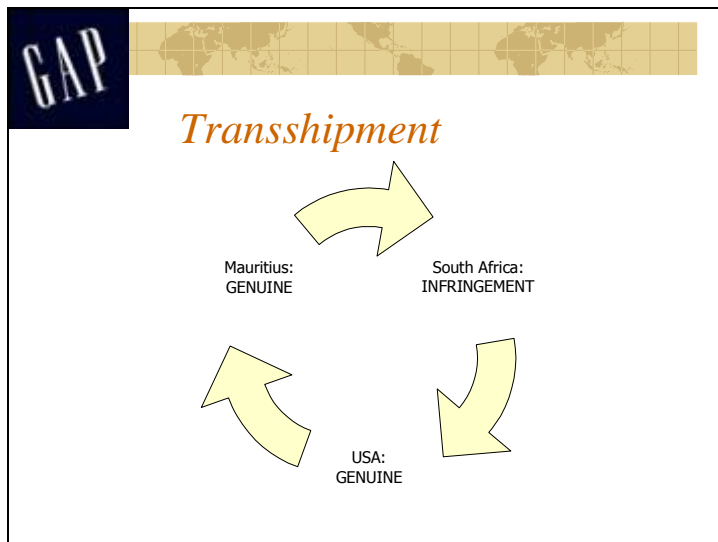 GAP
Transshipment
Mauritius:
GENUINE
South Africa:
INFRINGEMENT
USA:
GENUINE